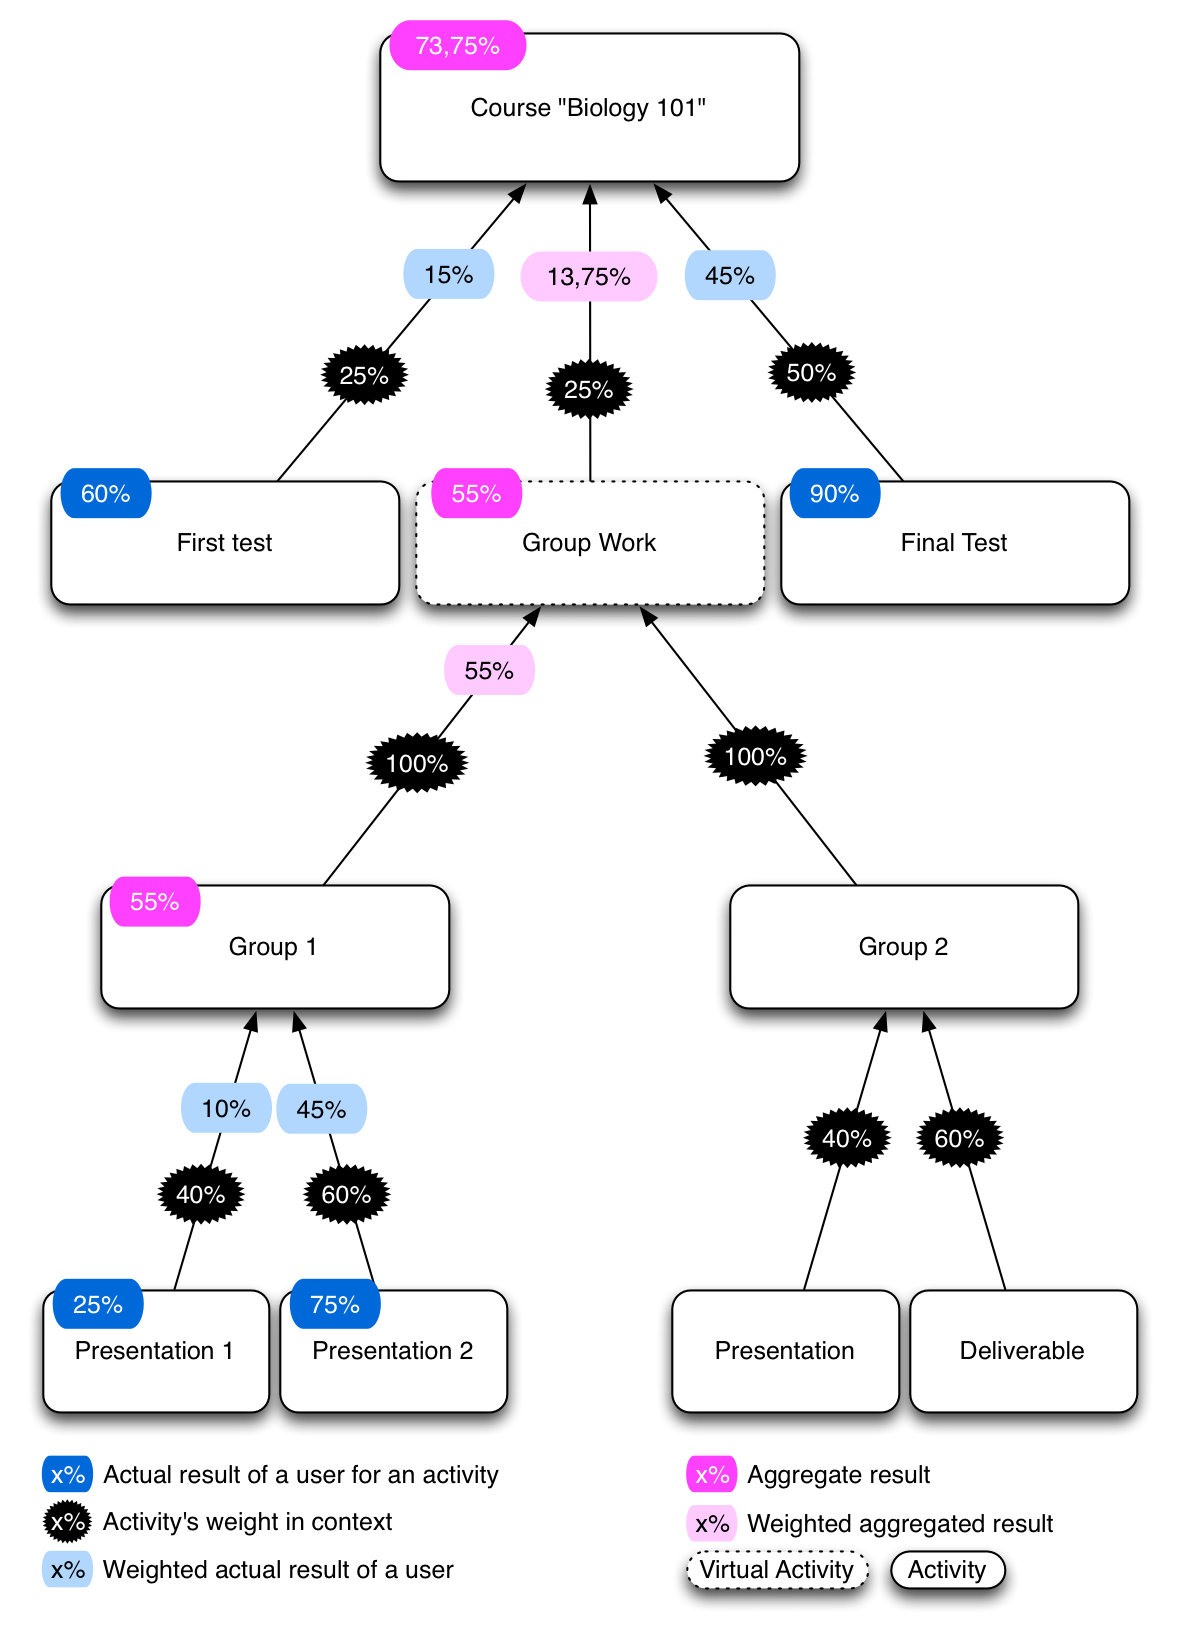 73,75%
Course "Biology 101"
15%
13,75%
45%
25%
25%
50%
60%
55%
90%
First test
Group Work
Final Test
55%
100%
100%
55%
Group 1
Group 2
10%
45%
40%
60%
40%
60%
25%
75%
Presentation 1
Presentation 2
Presentation
Deliverable
x% Actual result of a user for an activity
x% Activity's weight in context
x% Weighted actual result of a user
x% Aggregate result
x% Weighted aggregated result
Virtual Activity
Activity